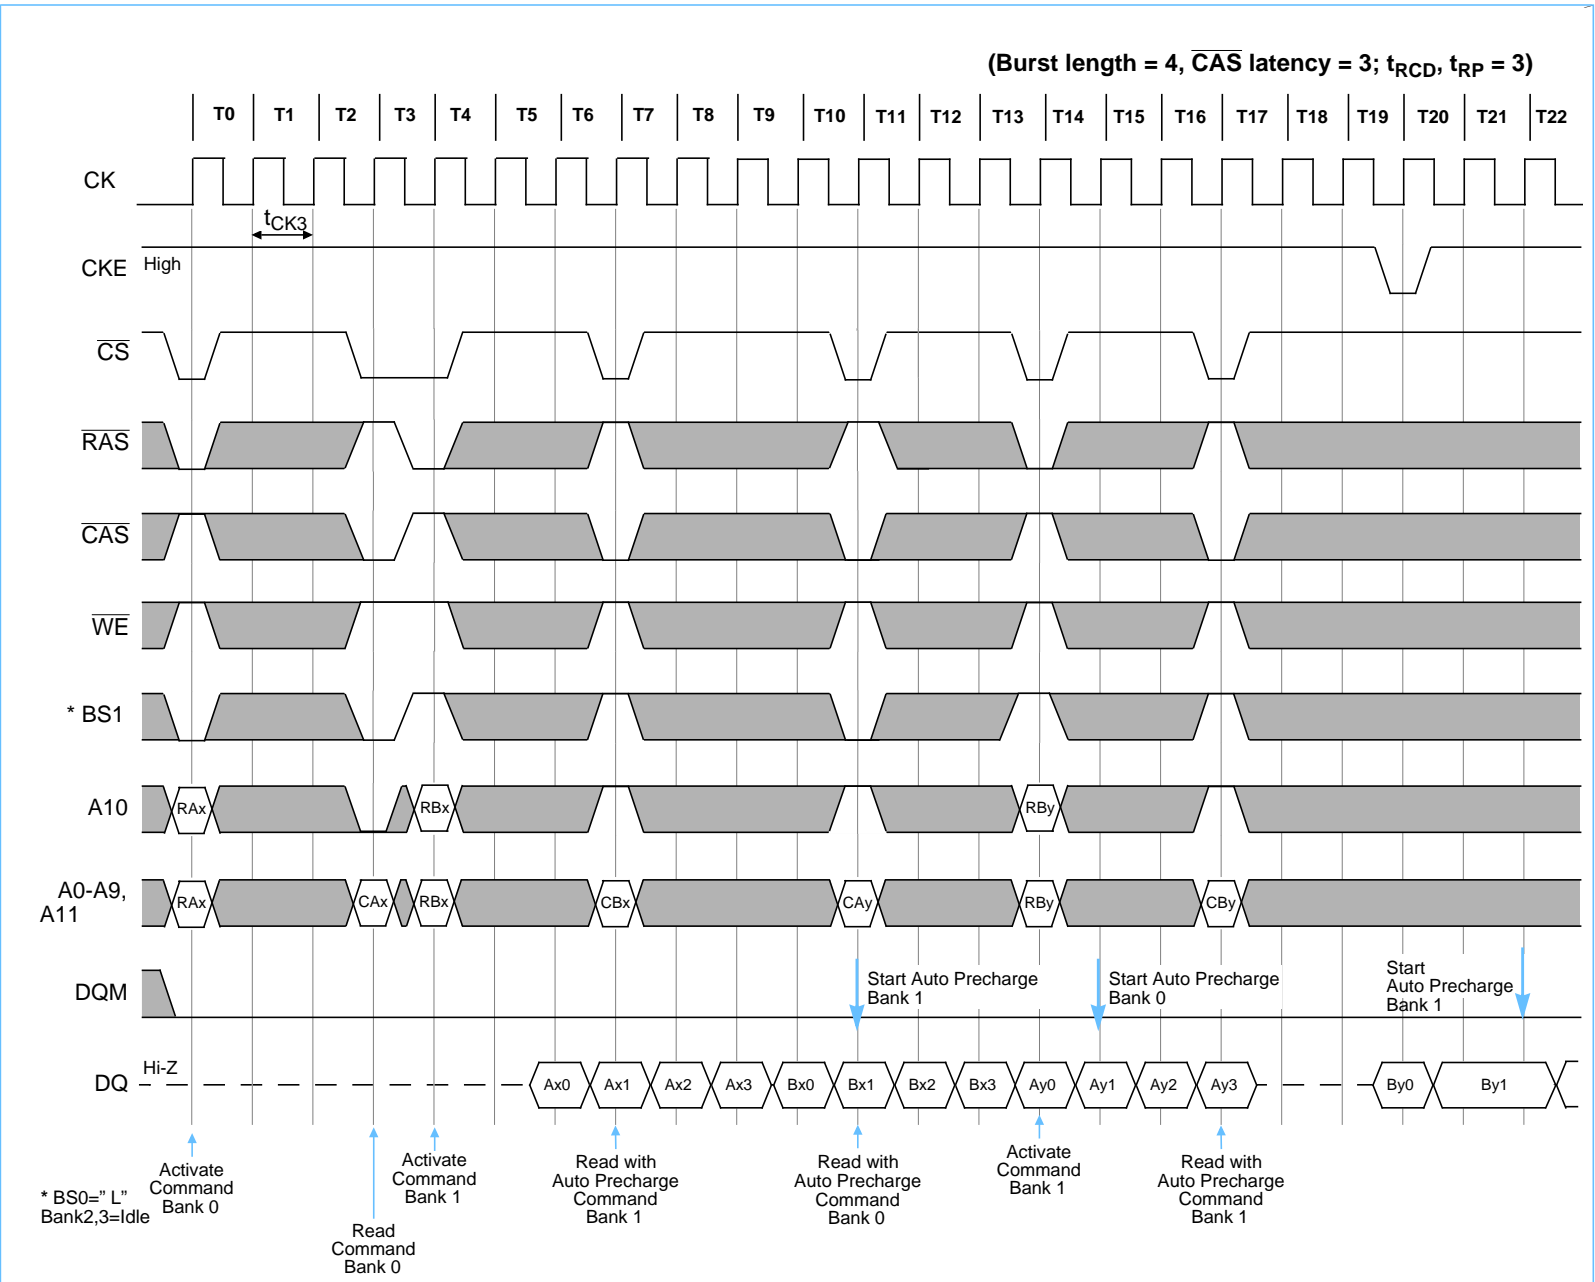 (Burst length = 4, CAS latency = 3; tRCD, tRP = 3)
T0 T1 T2 T3 T4 T5 T6 T7 T8 T9 T10 T11 T12 T13 T14 T15 T16 T17 T18 T19 T20 T21 T22
CK
tCK3
CKE High
CS
RAS
CAS
WE
* BS1
A10 RAx RBx RBy
A0-A9,
A11
RAx CAx RBx CBx CAy RBy CBy
DQM
Start Auto Precharge
Bank 1
Start Auto Precharge
Bank 0
Start
Auto Precharge
Bank 1
Hi-Z
DQ Ax0 Ax1 Ax2 Ax3 Bx0 Bx1 Bx2 Bx3 Ay0 Ay1 Ay2 Ay3 By0 By1
Activate
Command
Bank 0
Read
Command
Bank 0
Activate
Command
Bank 1
Read with
Auto Precharge
Command
Bank 1
Read with
Auto Precharge
Command
Bank 0
Activate
Command
Bank 1
Read with
Auto Precharge
Command
Bank 1
* BS0=" L"
Bank2,3=Idle